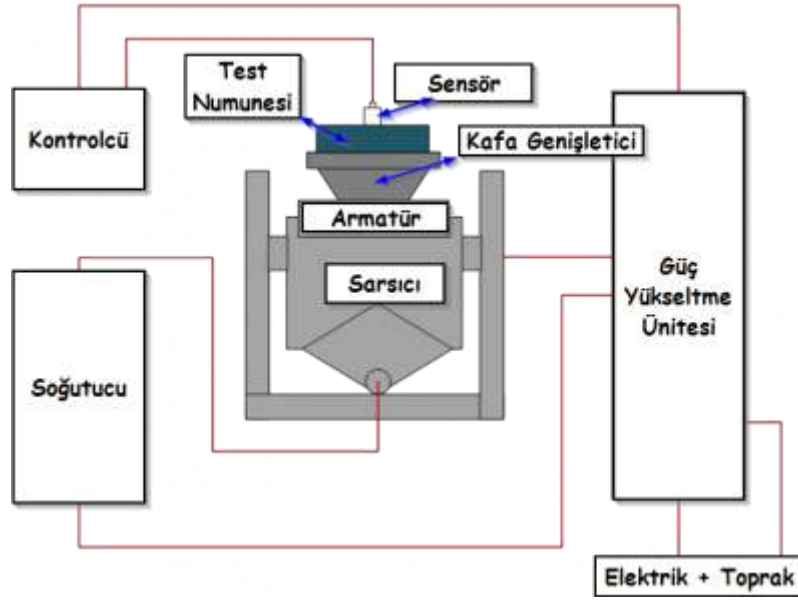 Test
Numunesi
Sensör
Kontrolcü
Kafa Genişletici
Armatür
Sarsıcı
Güç
Yükseltme
Ünitesi
Soğutucu
Elektrik + Toprak